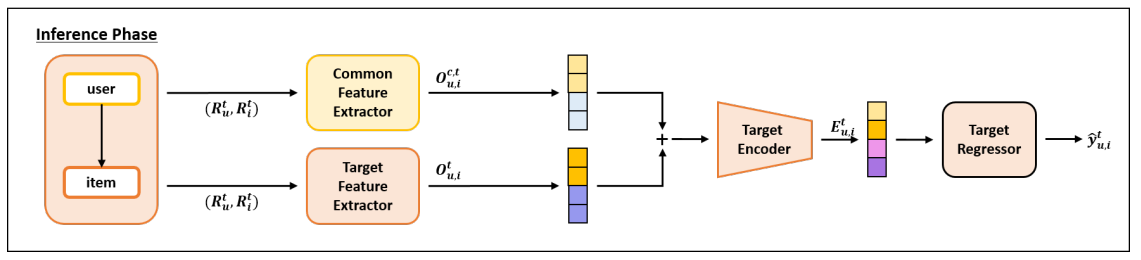 Inference Phase
user
item
(R_u^t, R_i^t)
(R_u^t, R_i^t)
Common
Feature
Extractor
Target
Feature
Extractor
O_{u,i}^{c,t}
O_{u,i}^t
+
Target
Encoder
E_{u,i}^t
Target
Regressor
ŷ_{u,i}^t